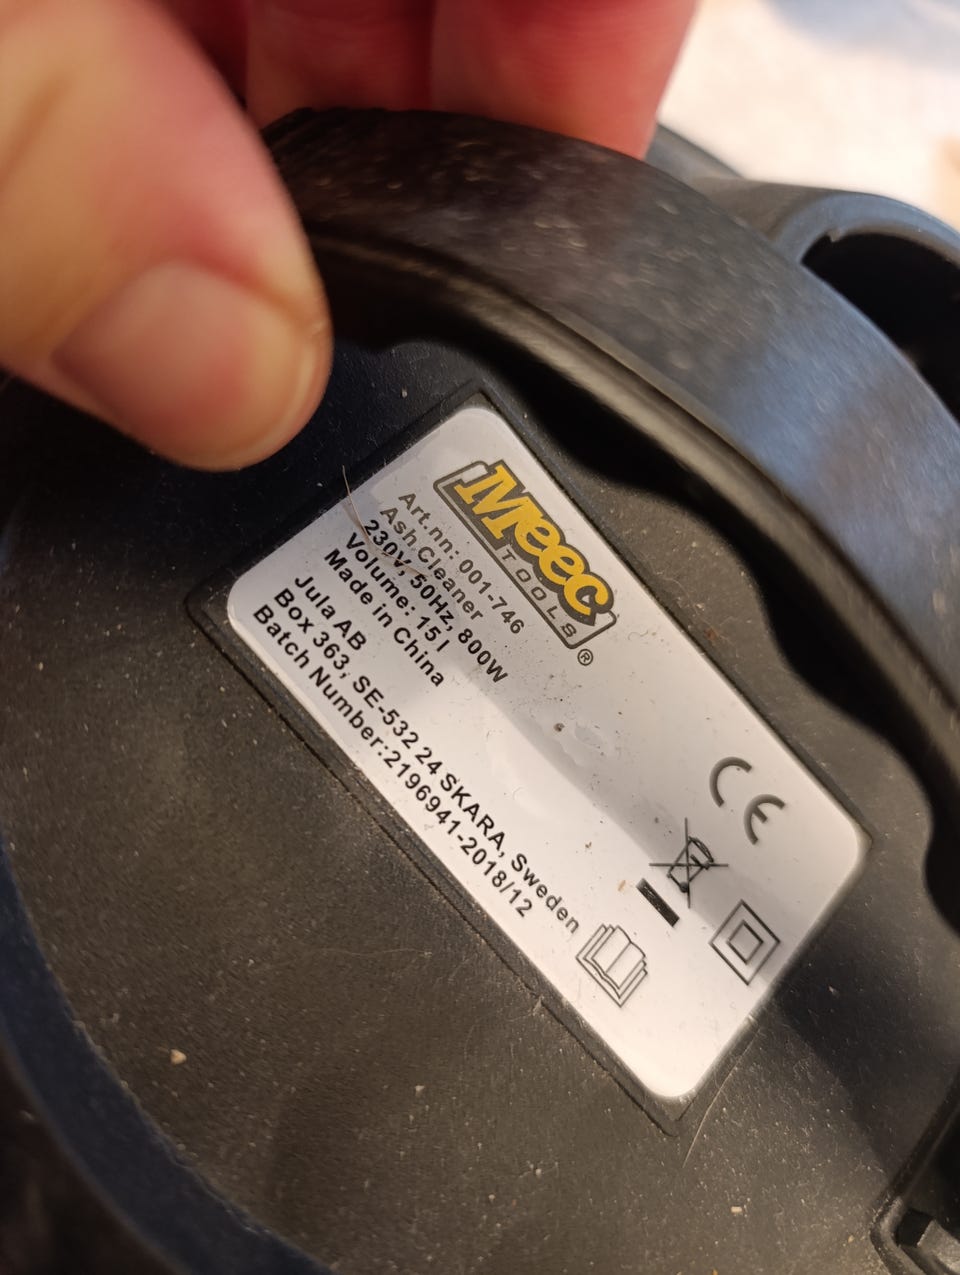 Meec
TOOLS®
Art.nn: 001-746
Ash Cleaner
230V, 50Hz, 800W
Volume: 15 l
Made in China
Jula AB
Box 363, SE-532 24 SKARA, Sweden
Batch Number:2196941-2018/12
CE